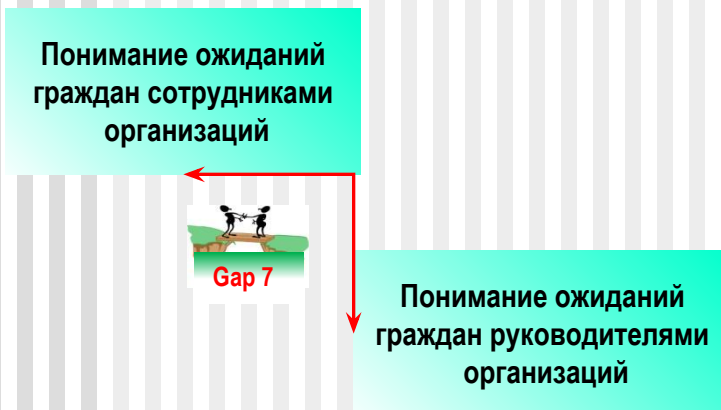 Понимание ожиданий
граждан сотрудниками
организаций
Gap 7
Понимание ожиданий
граждан руководителями
организаций